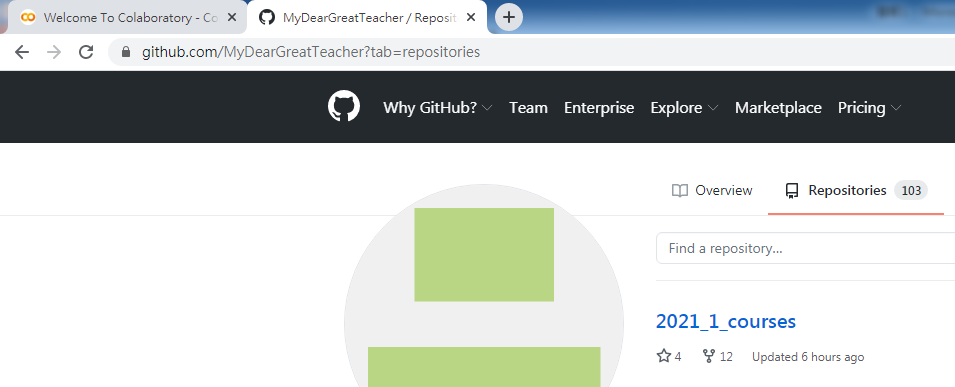 Welcome To Colaboratory - Co
MyDearGreatTeacher / Reposit
github.com/MyDearGreatTeacher?tab=repositories
Why GitHub? Team Enterprise Explore Marketplace Pricing
Overview Repositories 103
Find a repository...
2021_1_courses
4 12 Updated 6 hours ago